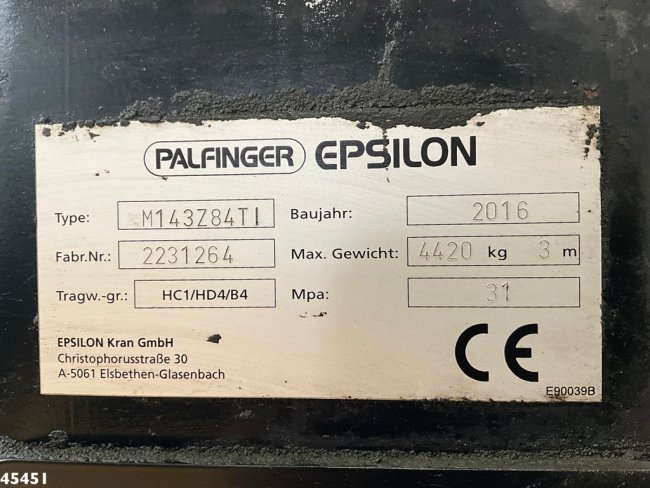 PALFINGER EPSILON
Type: M143Z84TI Baujahr: 2016
Fabr.Nr.: 2231264 Max. Gewicht: 4420 kg 3 m
Tragw.-gr.: HC1/HD4/B4 Mpa: 31
EPSILON Kran GmbH
Christophorusstraße 30
A-5061 Elsbethen-Glasenbach
CE
E90039B
45451